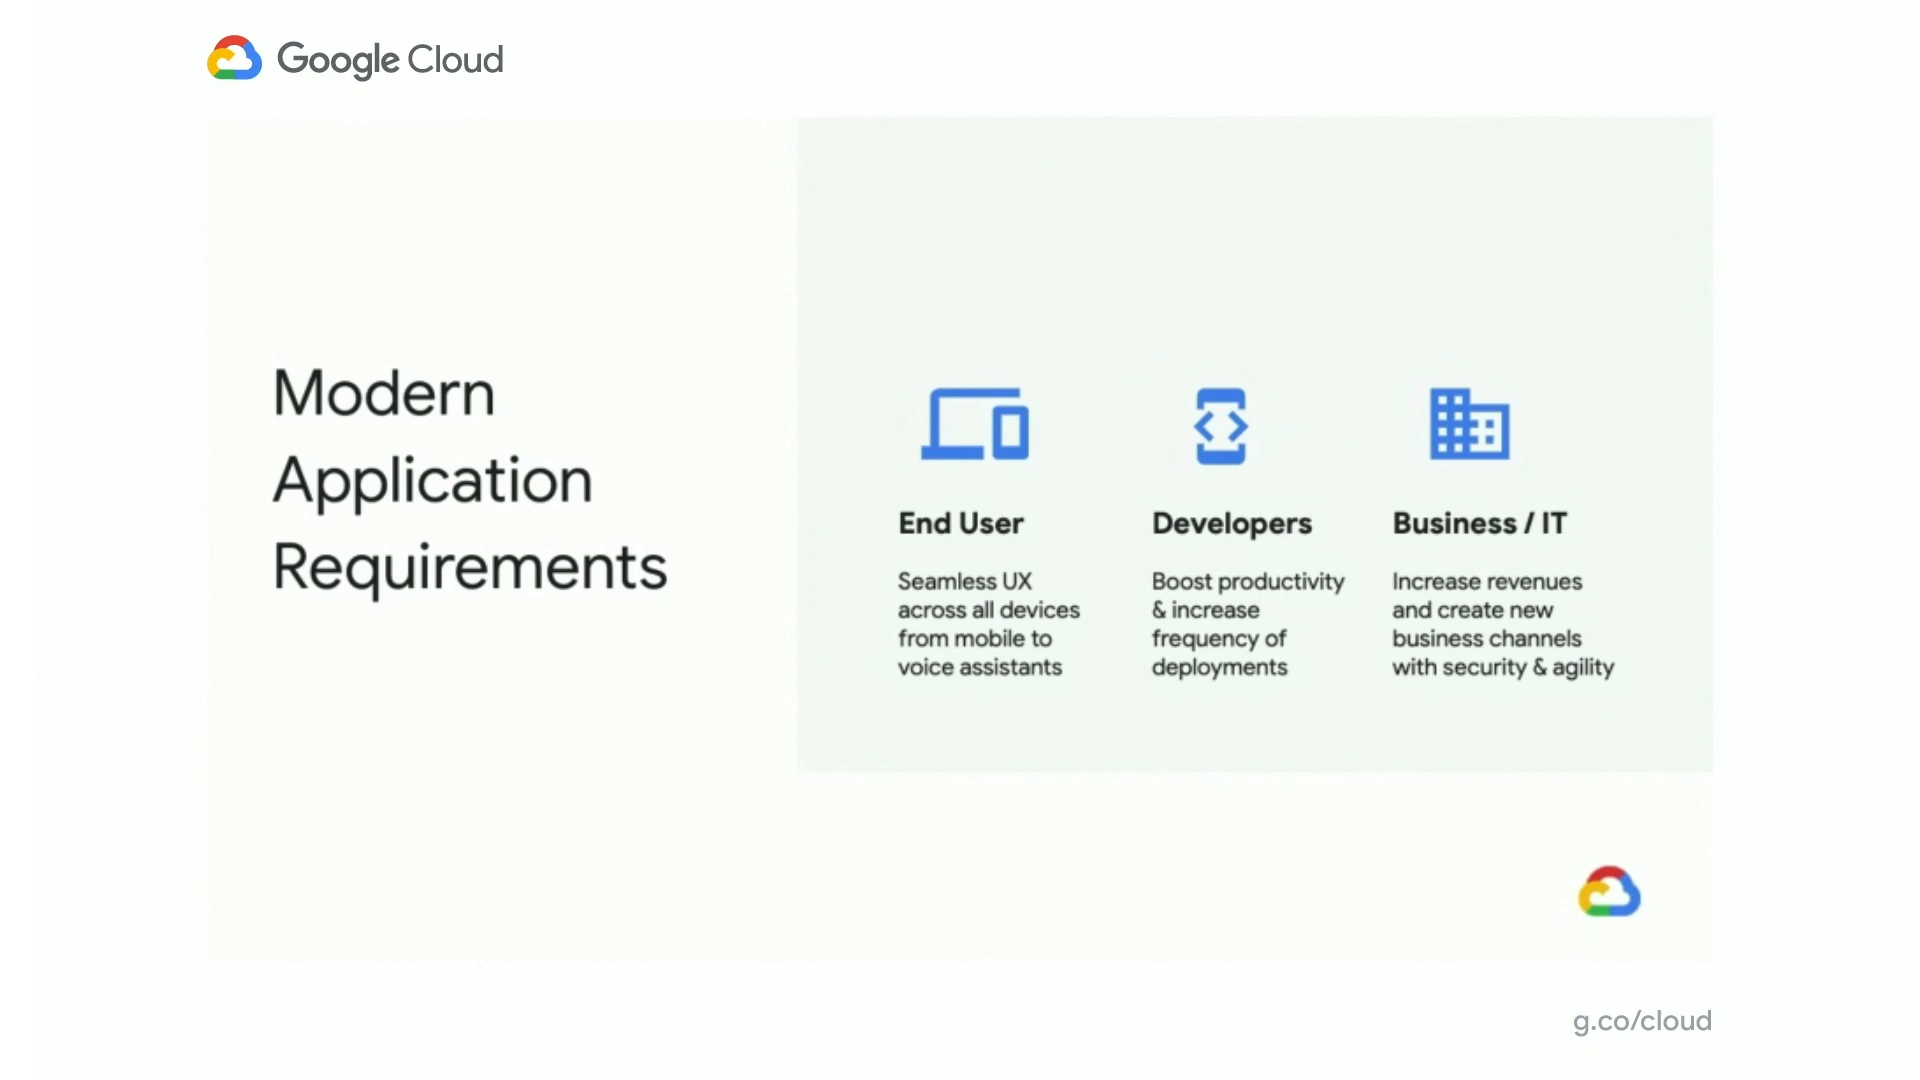 Google Cloud
Modern
Application
Requirements
End User
Seamless UX
across all devices
from mobile to
voice assistants
Developers
Boost productivity
& increase
frequency of
deployments
Business / IT
Increase revenues
and create new
business channels
with security & agility
g.co/cloud